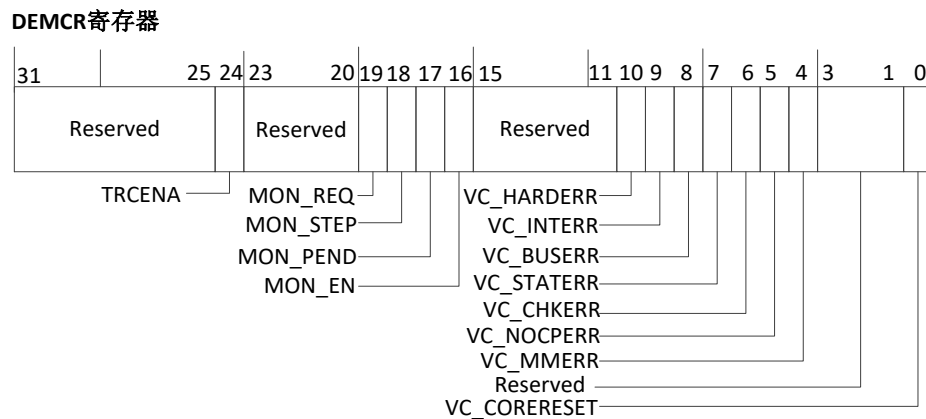 DEMCR寄存器
31 25 24 23 20 19 18 17 16 15 11 10 9 8 7 6 5 4 3 1 0
Reserved Reserved Reserved
TRCENA MON_REQ VC_HARDERR
MON_STEP VC_INTERR
MON_PEND VC_BUSERR
MON_EN VC_STATERR
VC_CHKERR
VC_NOCPERR
VC_MMERR
Reserved
VC_CORERESET